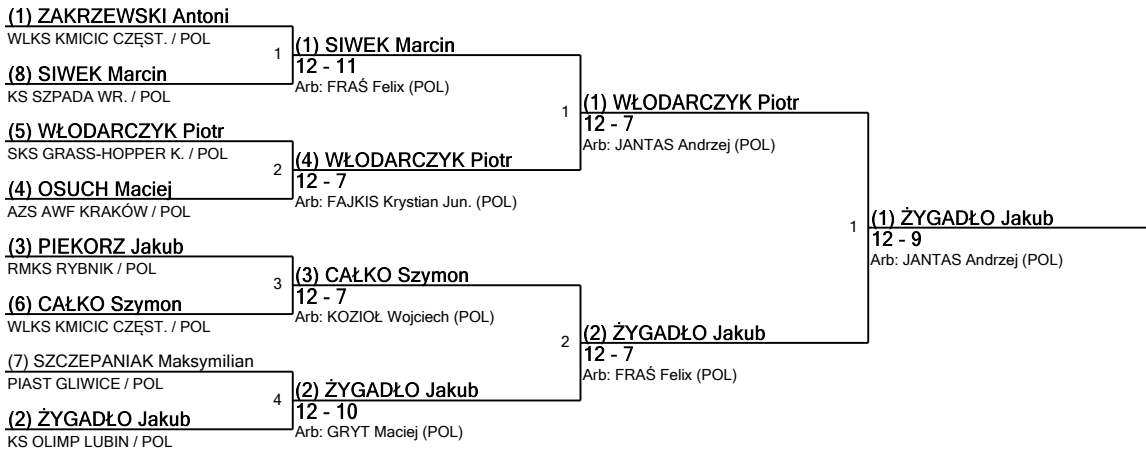 (1) ZAKRZEWSKI Antoni
WLKS KMICIC CZĘST. / POL
1
(8) SIWEK Marcin
KS SZPADA WR. / POL
(5) WŁODARCZYK Piotr
SKS GRASS-HOPPER K. / POL
2
(4) OSUCH Maciej
AZS AWF KRAKÓW / POL
(3) PIEKORZ Jakub
RMKS RYBNIK / POL
3
(6) CAŁKO Szymon
WLKS KMICIC CZĘST. / POL
(7) SZCZEPANIAK Maksymilian
PIAST GLIWICE / POL
4
(2) ŻYGADŁO Jakub
KS OLIMP LUBIN / POL
(1) SIWEK Marcin
12 - 11
Arb: FRAŚ Felix (POL)
1
(4) WŁODARCZYK Piotr
12 - 7
Arb: FAJKIS Krystian Jun. (POL)
(3) CAŁKO Szymon
12 - 7
Arb: KOZIOŁ Wojciech (POL)
2
(2) ŻYGADŁO Jakub
12 - 10
Arb: GRYT Maciej (POL)
(1) WŁODARCZYK Piotr
12 - 7
Arb: JANTAS Andrzej (POL)
1
(2) ŻYGADŁO Jakub
12 - 7
Arb: FRAŚ Felix (POL)
(1) ŻYGADŁO Jakub
12 - 9
Arb: JANTAS Andrzej (POL)